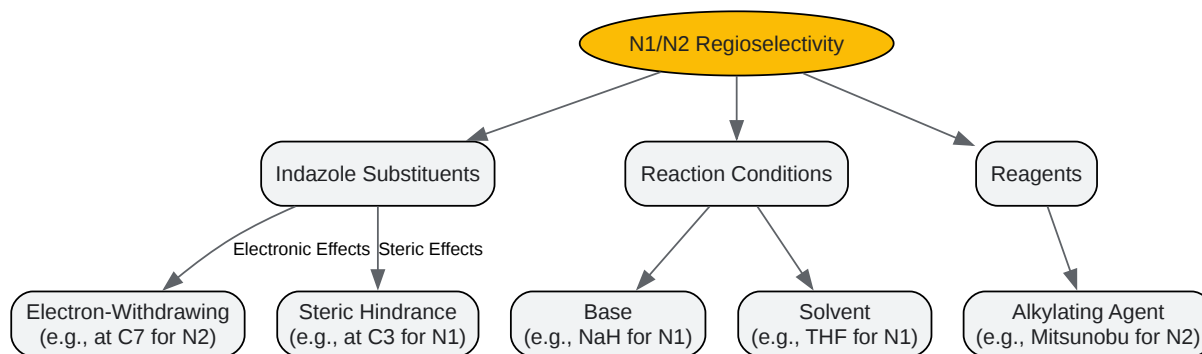 N1/N2 Regioselectivity
Indazole Substituents
Reaction Conditions
Reagents
Electronic Effects
Steric Effects
Electron-Withdrawing
(e.g., at C7 for N2)
Steric Hindrance
(e.g., at C3 for N1)
Base
(e.g., NaH for N1)
Solvent
(e.g., THF for N1)
Alkylating Agent
(e.g., Mitsunobu for N2)